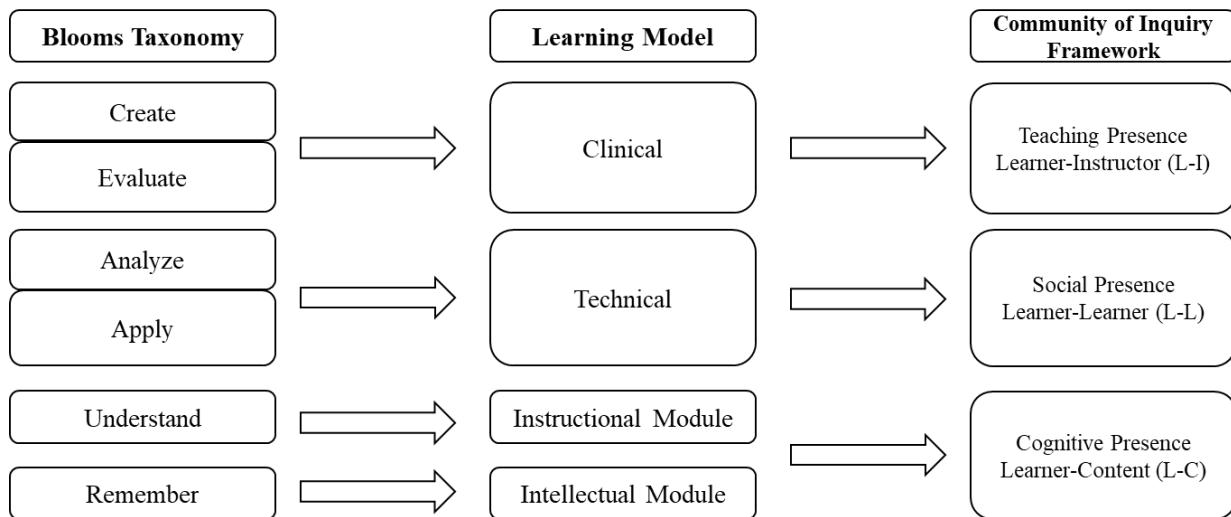 Blooms Taxonomy
Learning Model
Community of Inquiry
Framework
Create
Evaluate
Clinical
Teaching Presence
Learner-Instructor (L-I)
Analyze
Apply
Technical
Social Presence
Learner-Learner (L-L)
Understand
Instructional Module
Remember
Intellectual Module
Cognitive Presence
Learner-Content (L-C)